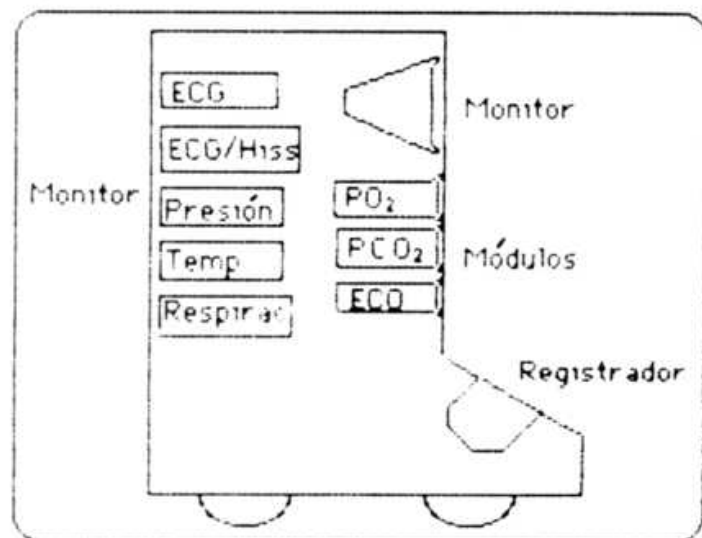 ECG
Monitor
ECG/Hiss
Monitor
PO₂
Presión
PCO₂
Módulos
Temp
ECO
Respirac
Registrador